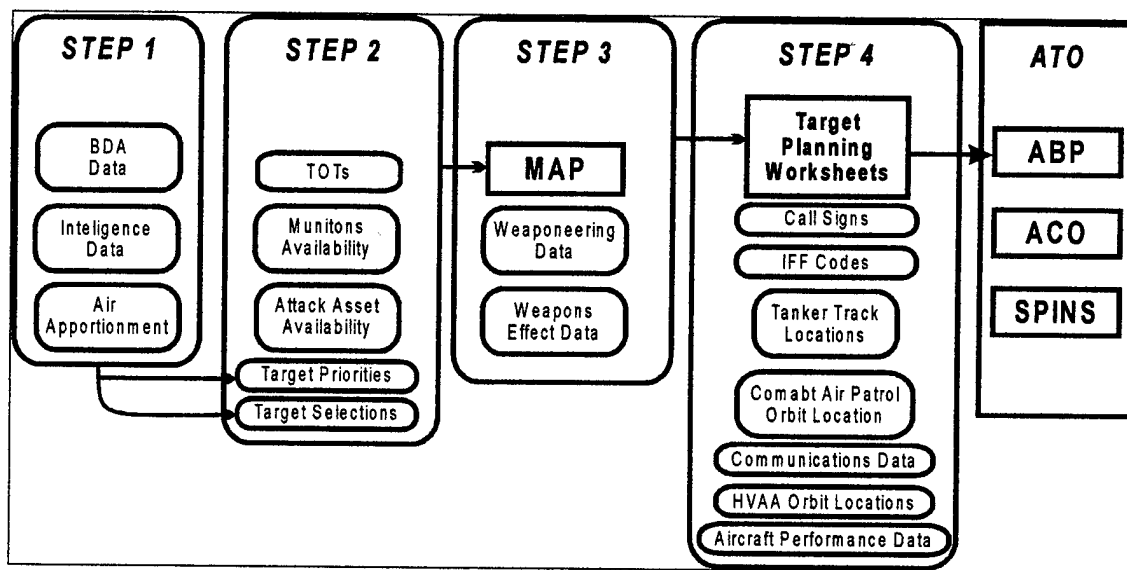 STEP 1
BDA
Data
Inteligence
Data
Air
Apportionment
STEP 2
TOTs
Munitons
Availability
Attack Asset
Availability
Target Priorities
Target Selections
STEP 3
MAP
Weaponeering
Data
Weapons
Effect Data
STEP 4
Target
Planning
Worksheets
Call Signs
IFF Codes
Tanker Track
Locations
Comabt Air Patrol
Orbit Location
Communications Data
HVAA Orbit Locations
Aircraft Performance Data
ATO
ABP
ACO
SPINS